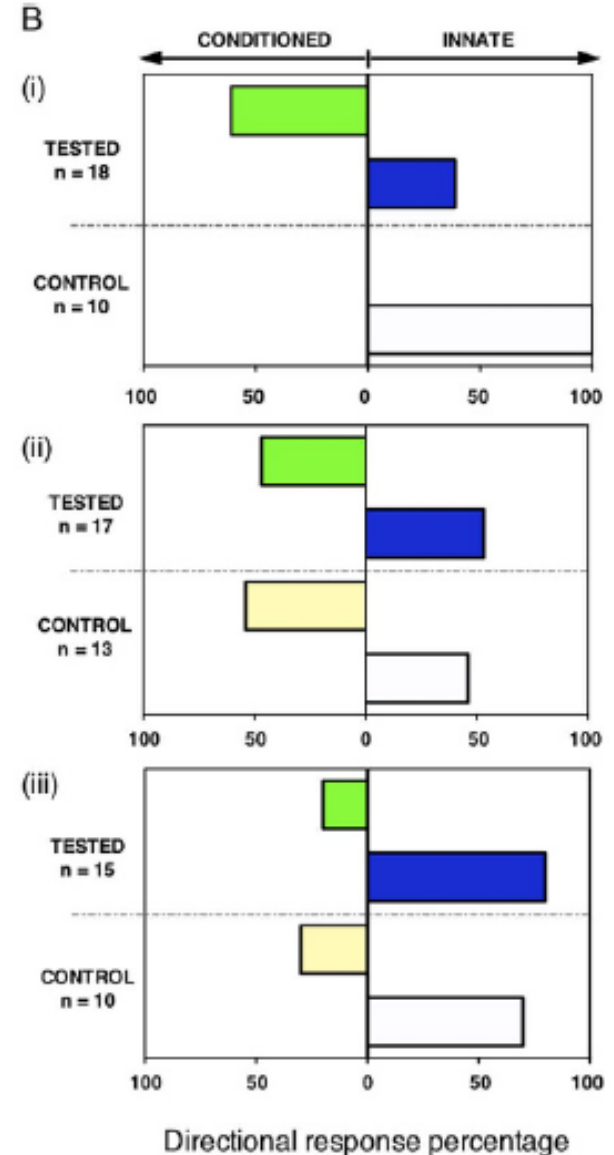 B
CONDITIONED INNATE
(i)
TESTED
n = 18
CONTROL
n = 10
100 50 0 50 100
(ii)
TESTED
n = 17
CONTROL
n = 13
100 50 0 50 100
(iii)
TESTED
n = 15
CONTROL
n = 10
100 50 0 50 100
Directional response percentage